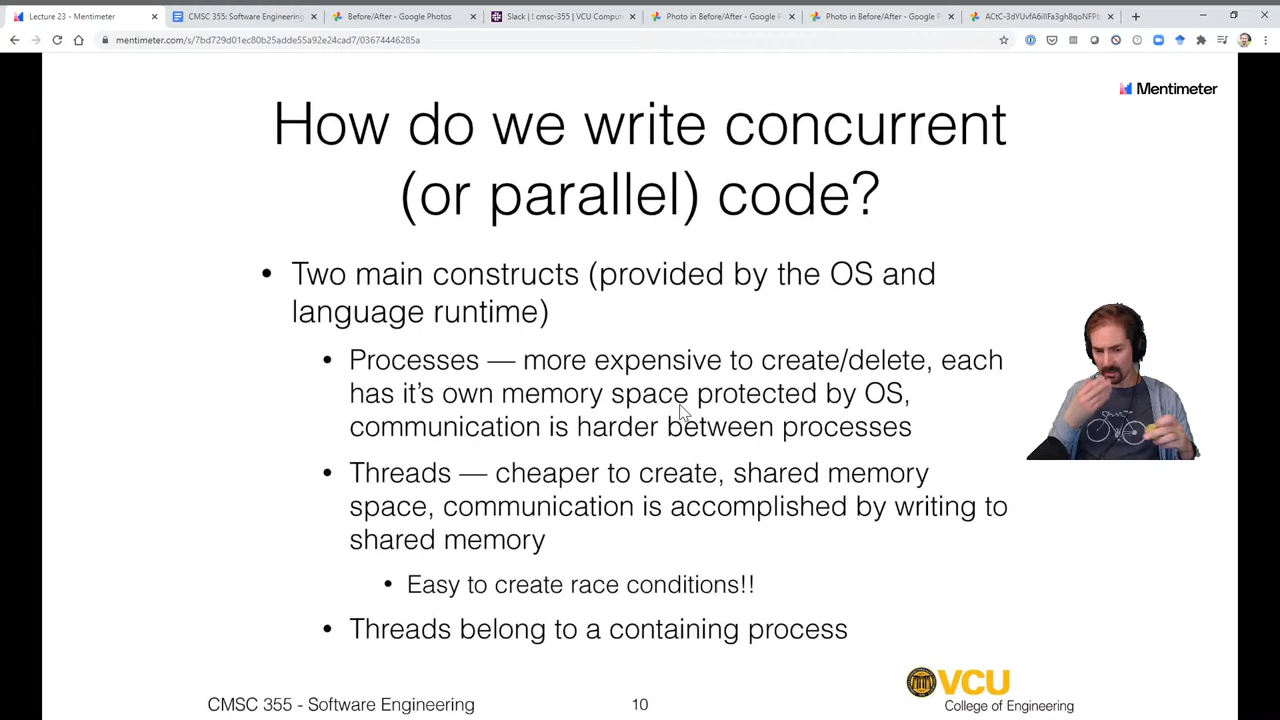 Lecture 23 - Mentimeter
CMSC 355: Software Engineering
Before/After - Google Photos
Slack | ! cmsc-355 | VCU Comput
Photo in Before/After - Google P
Photo in Before/After - Google P
mentimeter.com/s/7bd729d01ec80b25adde55a92e24cad7/03674446285a
Mentimeter
How do we write concurrent
(or parallel) code?
• Two main constructs (provided by the OS and
language runtime)
• Processes — more expensive to create/delete, each
has it's own memory space protected by OS,
communication is harder between processes
• Threads — cheaper to create, shared memory
space, communication is accomplished by writing to
shared memory
• Easy to create race conditions!!
• Threads belong to a containing process
VCU
College of Engineering
CMSC 355 - Software Engineering
10